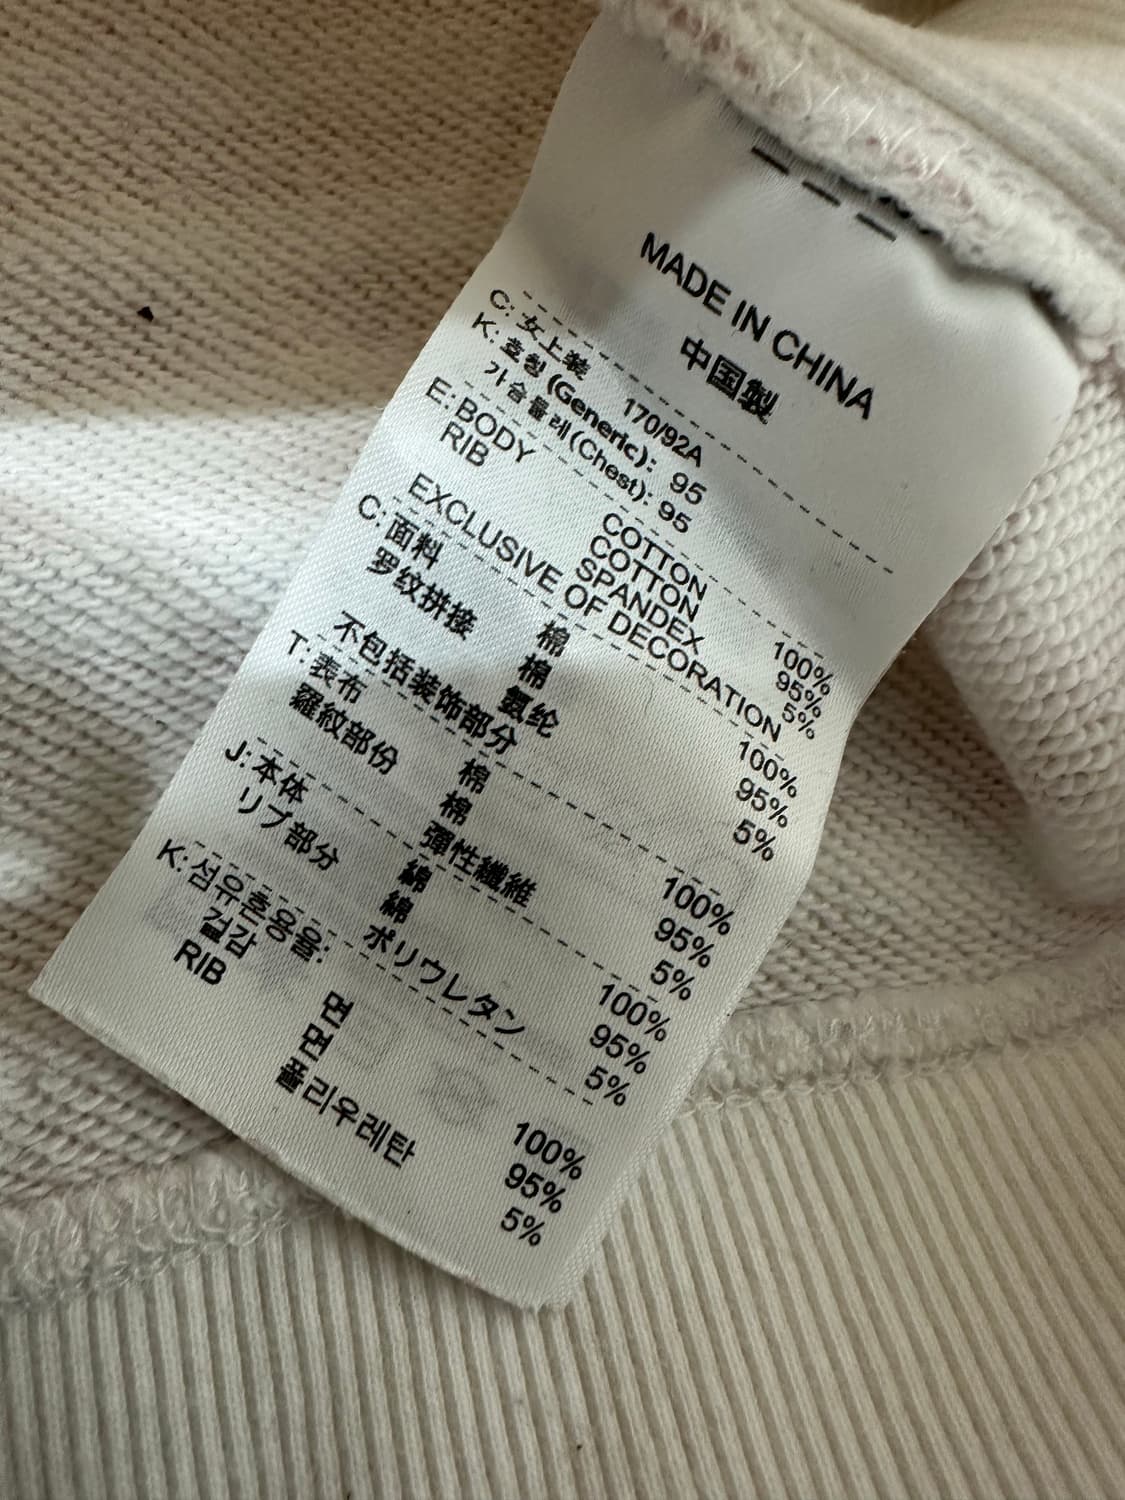 MADE IN CHINA
中国製
C: 女上装 170/92A
K: 호칭 (Generic): 95
가슴둘레 (Chest): 95
E: BODY COTTON 100%
RIB COTTON 95%
SPANDEX 5%
EXCLUSIVE OF DECORATION
C: 面料 棉 100%
罗纹拼接 棉 95%
氨纶 5%
不包括装饰部分
T: 表布 棉 100%
羅紋部份 棉 95%
彈性纖維 5%
J: 本体 綿 100%
リブ部分 綿 95%
ポリウレタン 5%
K: 섬유혼용율:
겉감 면 100%
RIB 면 95%
폴리우레탄 5%